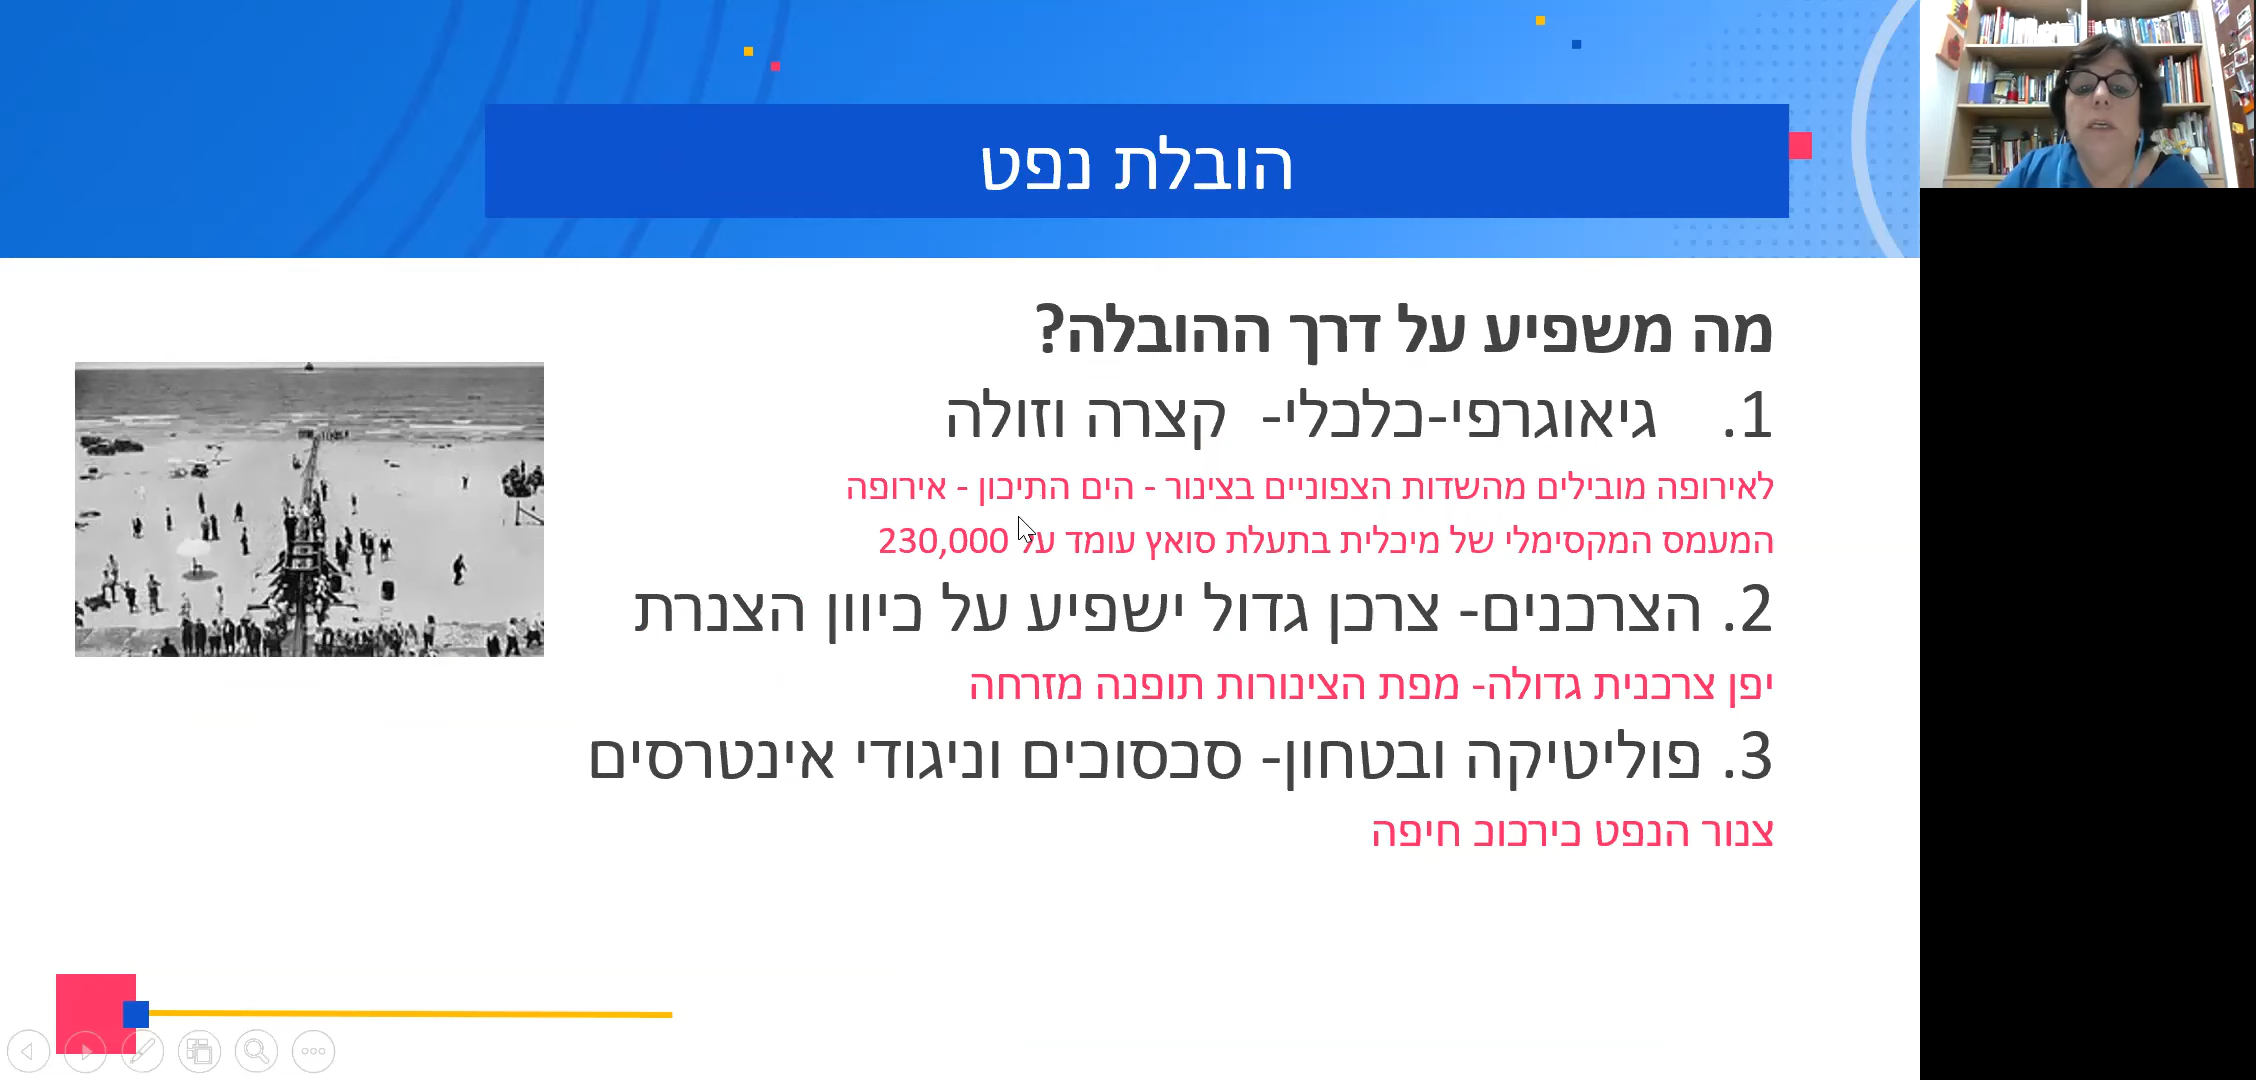 הובלת נפט
מה משפיע על דרך ההובלה?
1. גיאוגרפי-כלכלי- קצרה וזולה
לאירופה מובילים מהשדות הצפוניים בצינור - הים התיכון - אירופה
המעמס המקסימלי של מיכלית בתעלת סואץ עומד על 230,000
2. הצרכנים- צרכן גדול ישפיע על כיוון הצנרת
יפן צרכנית גדולה- מפת הצינורות תופנה מזרחה
3. פוליטיקה ובטחון- סכסוכים וניגודי אינטרסים
צנור הנפט כירכוכ חיפה